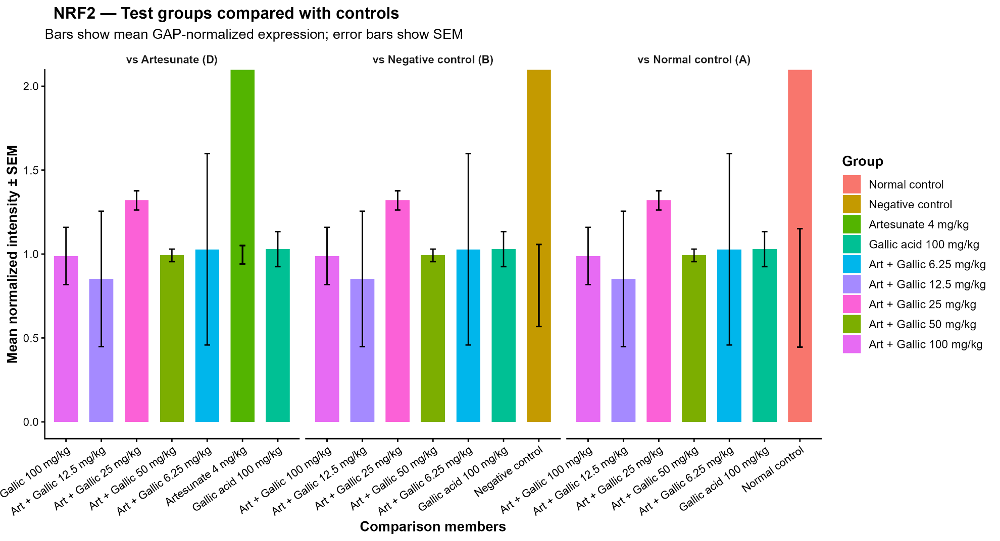 NRF2 — Test groups compared with controls
Bars show mean GAP-normalized expression; error bars show SEM
vs Artesunate (D)
vs Negative control (B)
vs Normal control (A)
Mean normalized intensity ± SEM
2.0
1.5
1.0
0.5
0.0
Gallic 100 mg/kg
Art + Gallic 12.5 mg/kg
Art + Gallic 25 mg/kg
Art + Gallic 50 mg/kg
Art + Gallic 6.25 mg/kg
Artesunate 4 mg/kg
Gallic acid 100 mg/kg
Art + Gallic 100 mg/kg
Art + Gallic 12.5 mg/kg
Art + Gallic 25 mg/kg
Art + Gallic 50 mg/kg
Art + Gallic 6.25 mg/kg
Gallic acid 100 mg/kg
Negative control
Art + Gallic 100 mg/kg
Art + Gallic 12.5 mg/kg
Art + Gallic 25 mg/kg
Art + Gallic 50 mg/kg
Art + Gallic 6.25 mg/kg
Gallic acid 100 mg/kg
Normal control
Comparison members
Group
Normal control
Negative control
Artesunate 4 mg/kg
Gallic acid 100 mg/kg
Art + Gallic 6.25 mg/kg
Art + Gallic 12.5 mg/kg
Art + Gallic 25 mg/kg
Art + Gallic 50 mg/kg
Art + Gallic 100 mg/kg